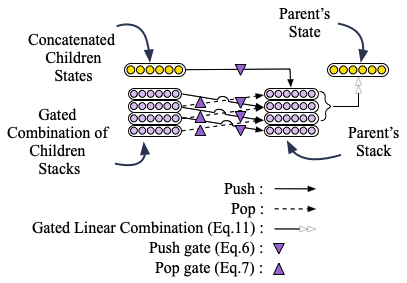 Parent's
State
Concatenated
Children
States
Gated
Combination of
Children
Stacks
Parent's
Stack
Push :
Pop :
Gated Linear Combination (Eq.11) :
Push gate (Eq.6) :
Pop gate (Eq.7) :